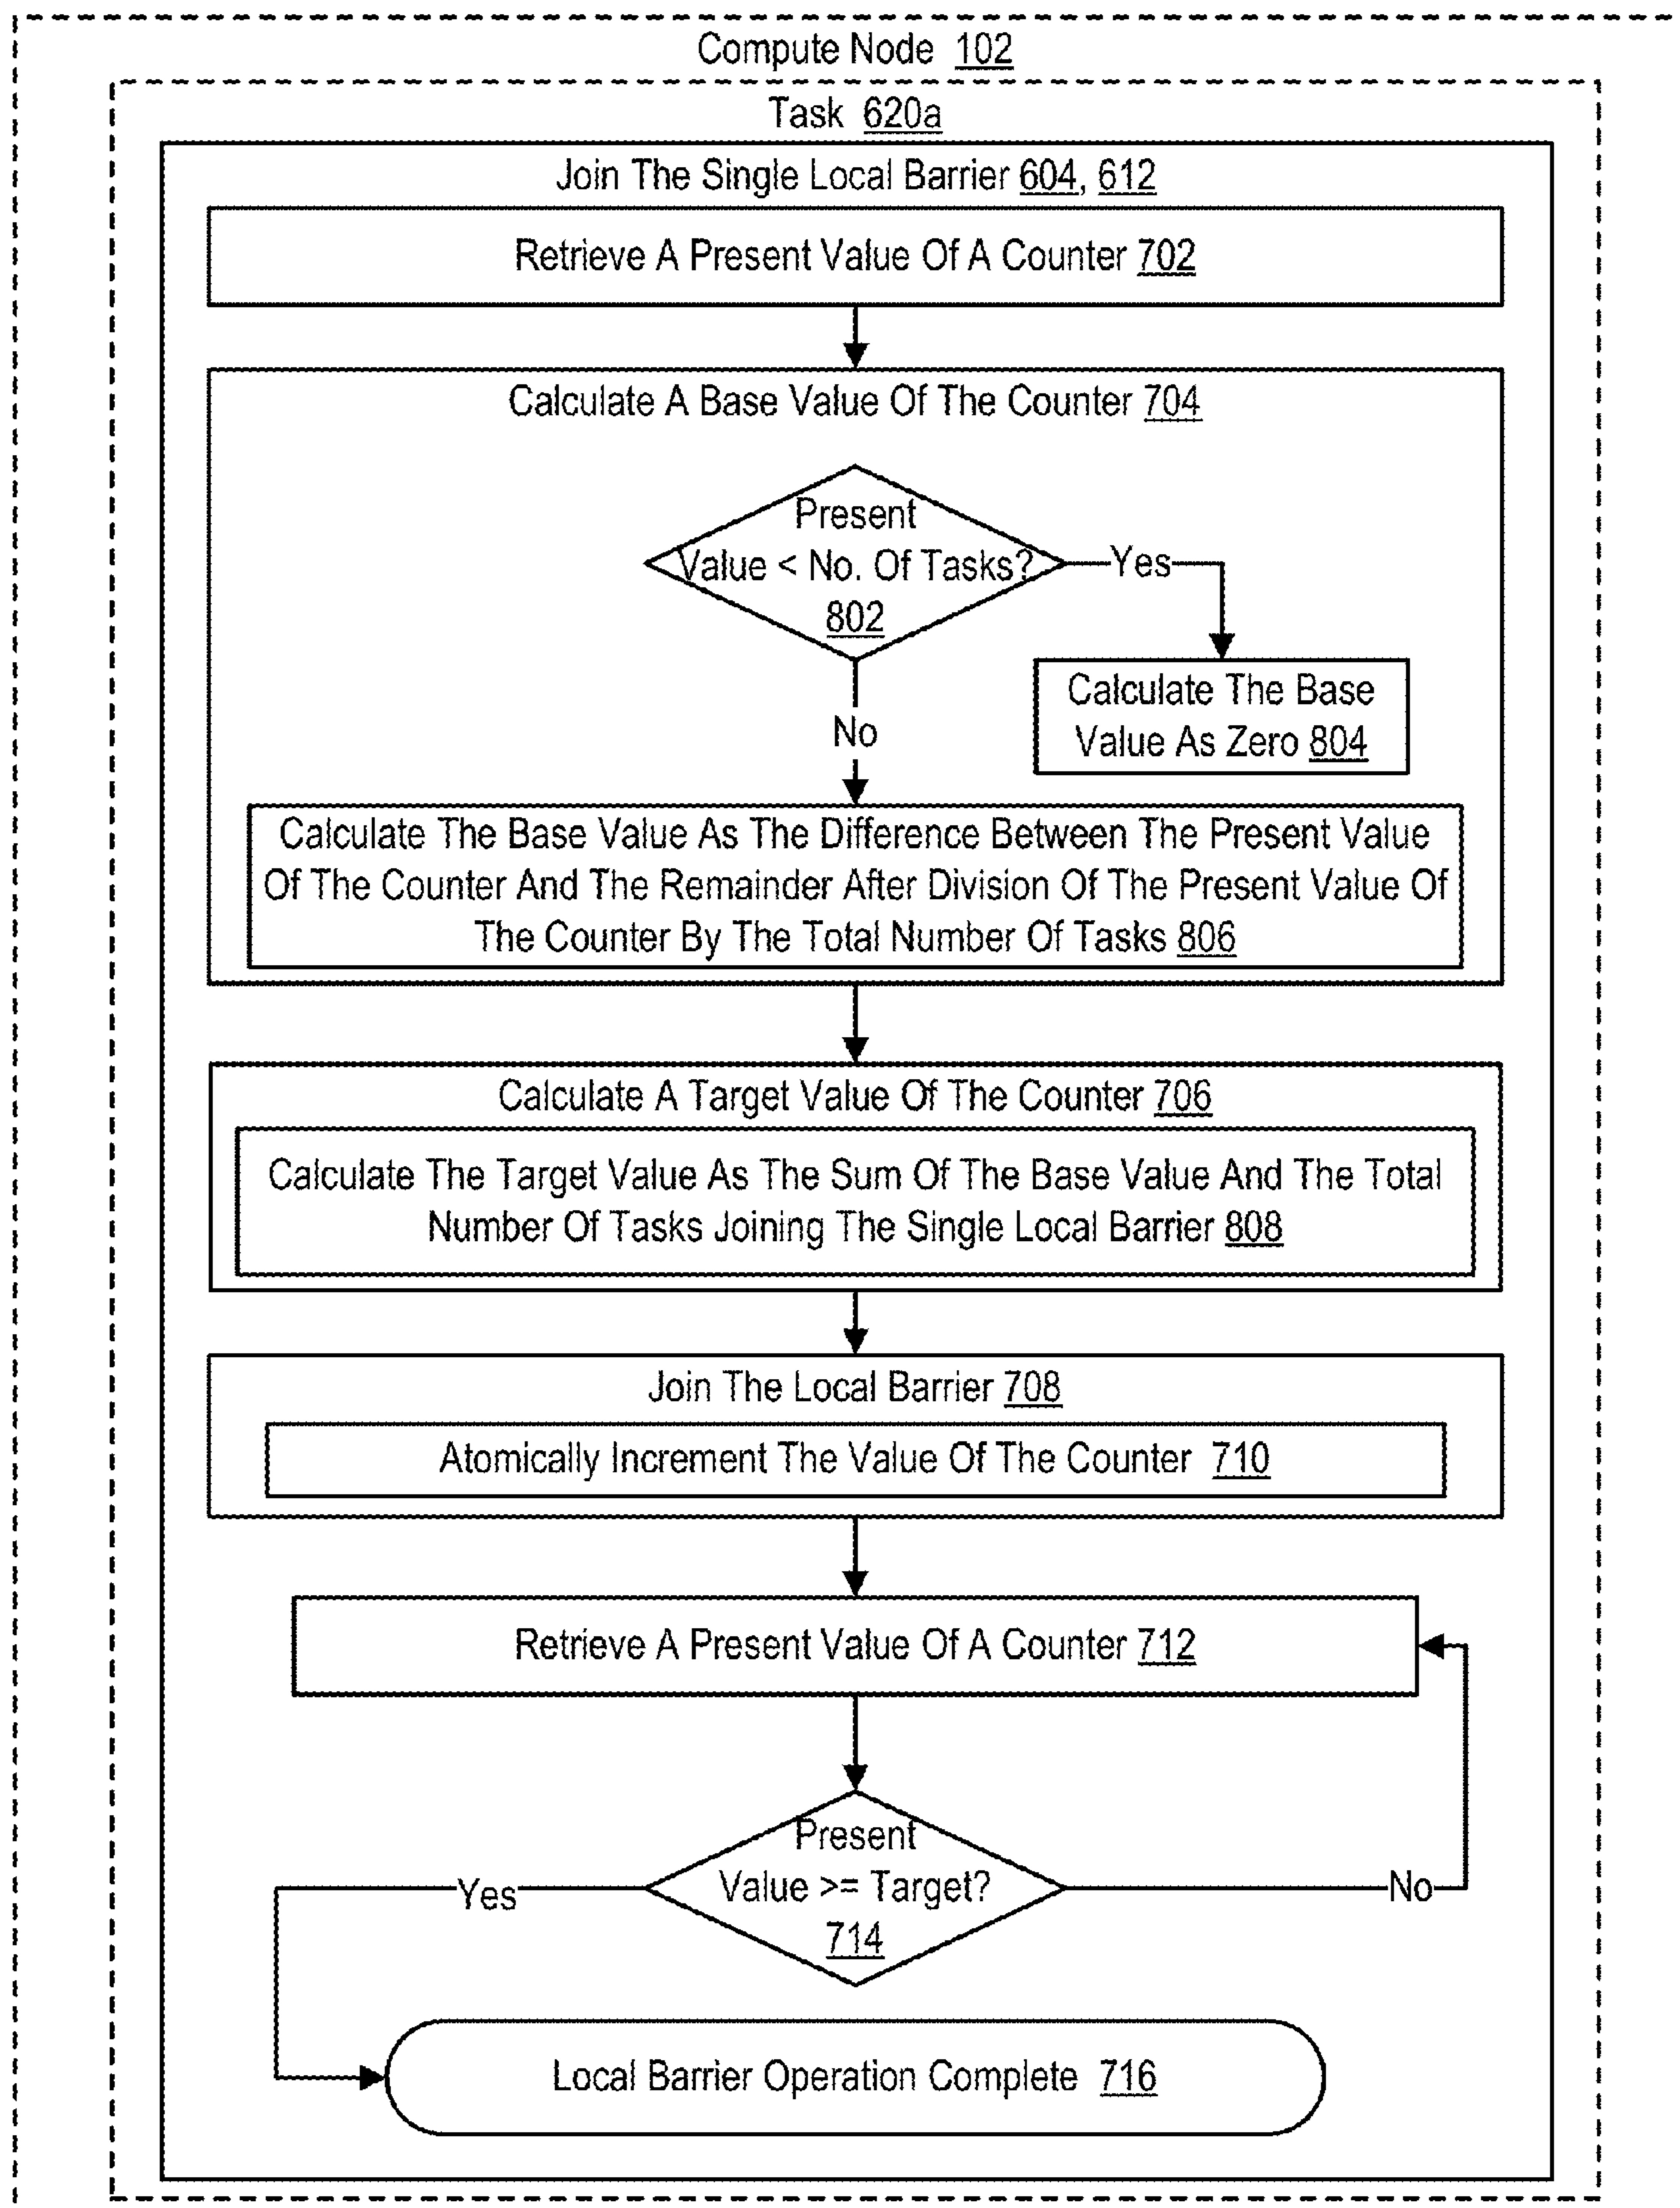 Compute Node 102
Task 620a
Join The Single Local Barrier 604, 612
Retrieve A Present Value Of A Counter 702
Calculate A Base Value Of The Counter 704
Present
Value < No. Of Tasks?
802
Yes
Calculate The Base
Value As Zero 804
No
Calculate The Base Value As The Difference Between The Present Value
Of The Counter And The Remainder After Division Of The Present Value Of
The Counter By The Total Number Of Tasks 806
Calculate A Target Value Of The Counter 706
Calculate The Target Value As The Sum Of The Base Value And The Total
Number Of Tasks Joining The Single Local Barrier 808
Join The Local Barrier 708
Atomically Increment The Value Of The Counter 710
Retrieve A Present Value Of A Counter 712
Present
Value >= Target?
714
Yes
No
Local Barrier Operation Complete 716